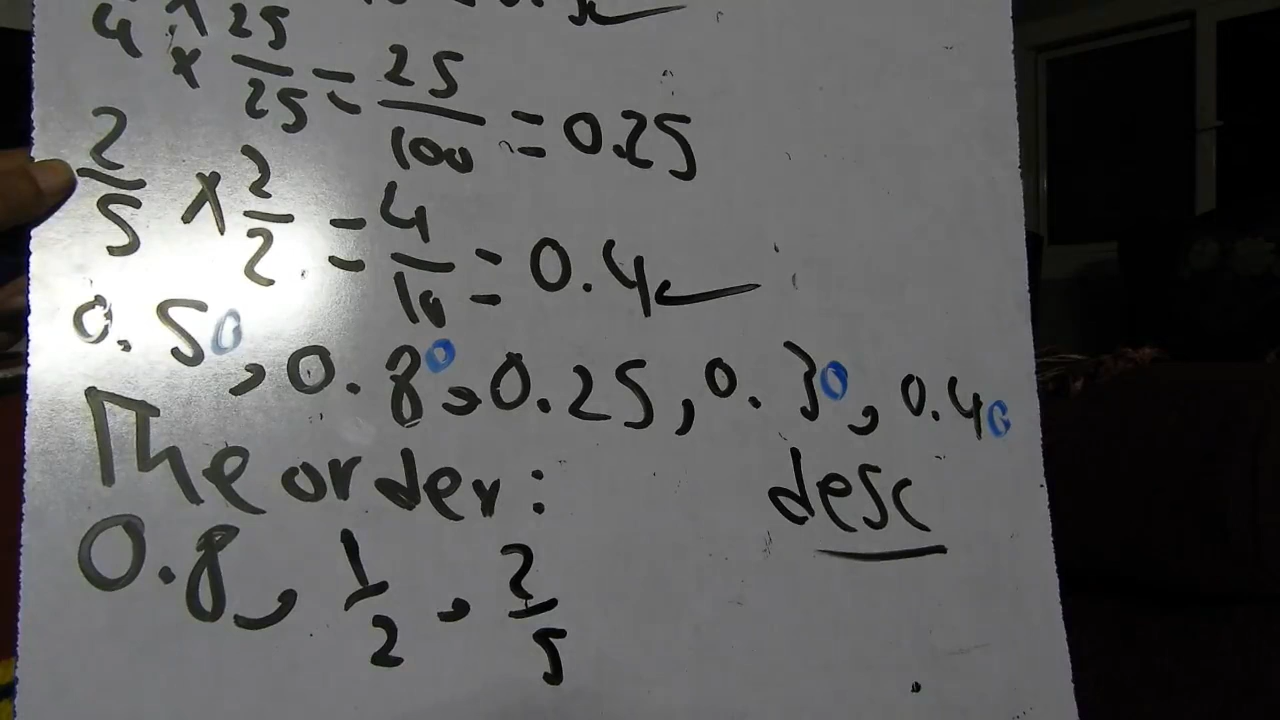 4 × 25/25 = 25/100 = 0.25
2/5 × 2/2 = 4/10 = 0.4
0.50, 0.80, 0.25, 0.30, 0.40
The order: desc
0.8, 1/2, 2/5